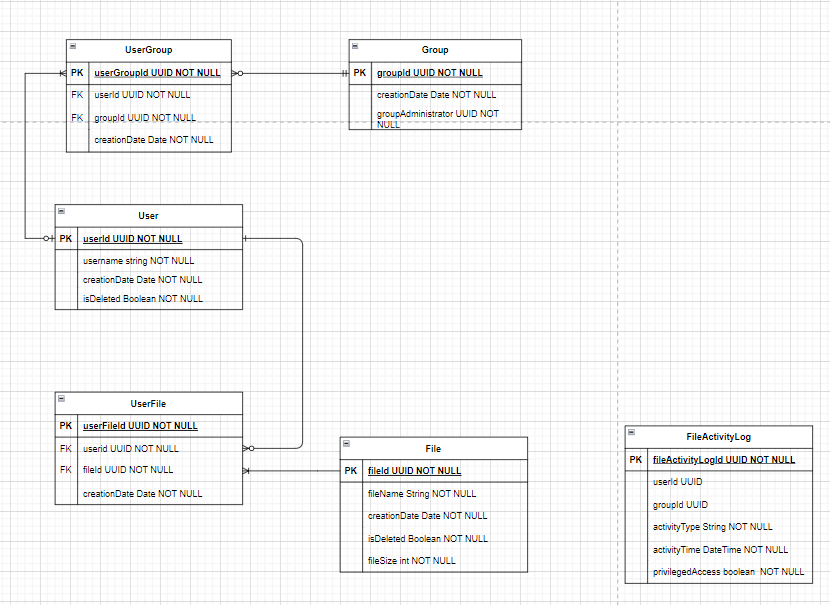 UserGroup
PK userGroupId UUID NOT NULL
FK userId UUID NOT NULL
FK groupId UUID NOT NULL
creationDate Date NOT NULL
Group
PK groupId UUID NOT NULL
creationDate Date NOT NULL
groupAdministrator UUID NOT
NULL
User
PK userId UUID NOT NULL
username string NOT NULL
creationDate Date NOT NULL
isDeleted Boolean NOT NULL
UserFile
PK userFileId UUID NOT NULL
FK userid UUID NOT NULL
FK fileId UUID NOT NULL
creationDate Date NOT NULL
File
PK fileId UUID NOT NULL
fileName String NOT NULL
creationDate Date NOT NULL
isDeleted Boolean NOT NULL
fileSize int NOT NULL
FileActivityLog
PK fileActivityLogId UUID NOT NULL
userId UUID
groupId UUID
activityType String NOT NULL
activityTime DateTime NOT NULL
privilegedAccess boolean NOT NULL